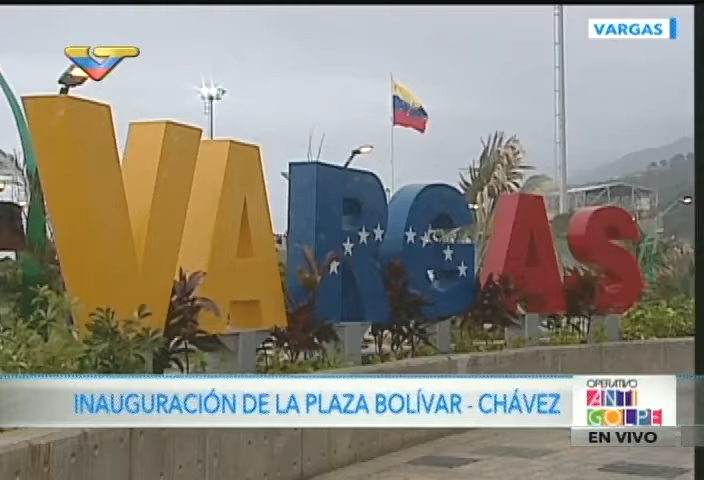 VARGAS
VARGAS
INAUGURACIÓN DE LA PLAZA BOLÍVAR - CHÁVEZ
OPERATIVO
ANTI
GOLPE
EN VIVO